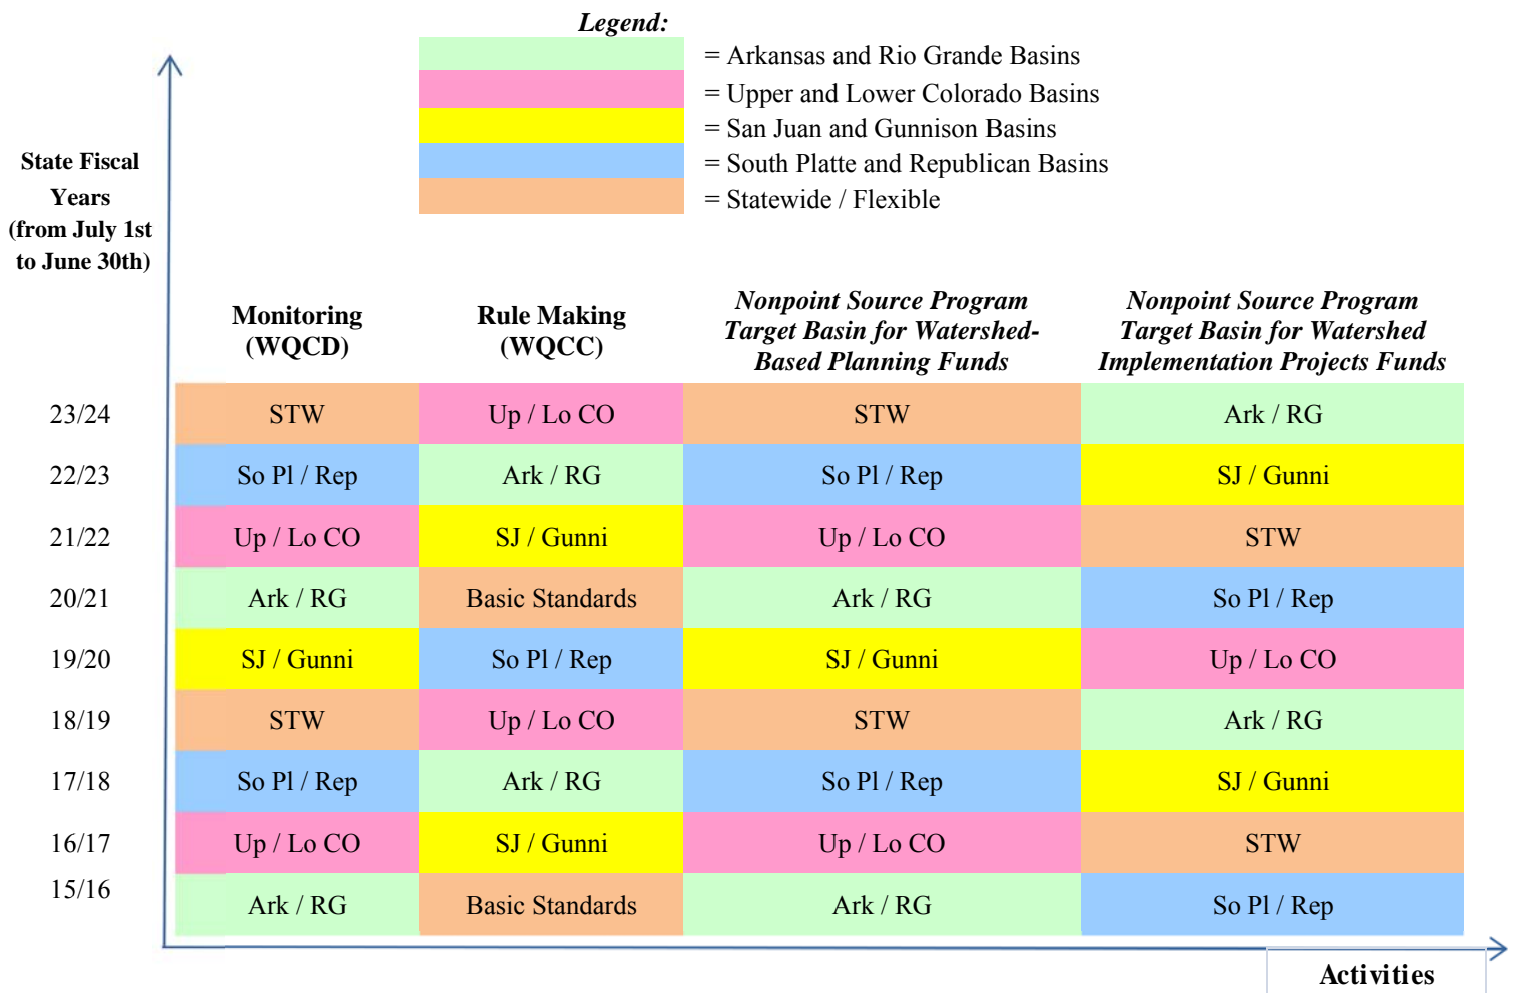 Legend:
= Arkansas and Rio Grande Basins
= Upper and Lower Colorado Basins
= San Juan and Gunnison Basins
= South Platte and Republican Basins
= Statewide / Flexible
State Fiscal
Years
(from July 1st
to June 30th)
Monitoring
(WQCD)
Rule Making
(WQCC)
Nonpoint Source Program
Target Basin for Watershed-
Based Planning Funds
Nonpoint Source Program
Target Basin for Watershed
Implementation Projects Funds
23/24 STW Up / Lo CO STW Ark / RG
22/23 So Pl / Rep Ark / RG So Pl / Rep SJ / Gunni
21/22 Up / Lo CO SJ / Gunni Up / Lo CO STW
20/21 Ark / RG Basic Standards Ark / RG So Pl / Rep
19/20 SJ / Gunni So Pl / Rep SJ / Gunni Up / Lo CO
18/19 STW Up / Lo CO STW Ark / RG
17/18 So Pl / Rep Ark / RG So Pl / Rep SJ / Gunni
16/17 Up / Lo CO SJ / Gunni Up / Lo CO STW
15/16 Ark / RG Basic Standards Ark / RG So Pl / Rep
Activities